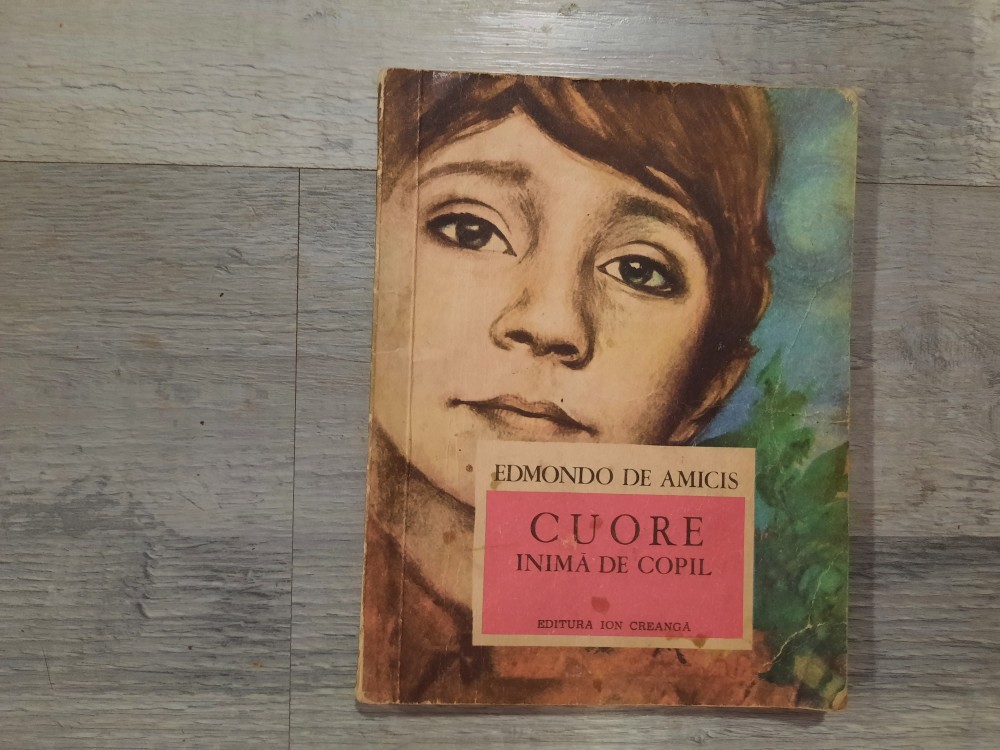 EDMONDO DE AMICIS
CUORE
INIMĂ DE COPIL
EDITURA ION CREANGĂ